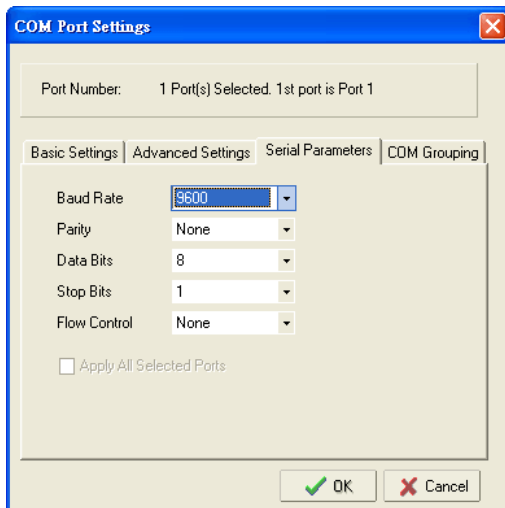 COM Port Settings
Port Number: 1 Port(s) Selected. 1st port is Port 1
Basic Settings Advanced Settings Serial Parameters COM Grouping
Baud Rate 9600
Parity None
Data Bits 8
Stop Bits 1
Flow Control None
Apply All Selected Ports
OK Cancel